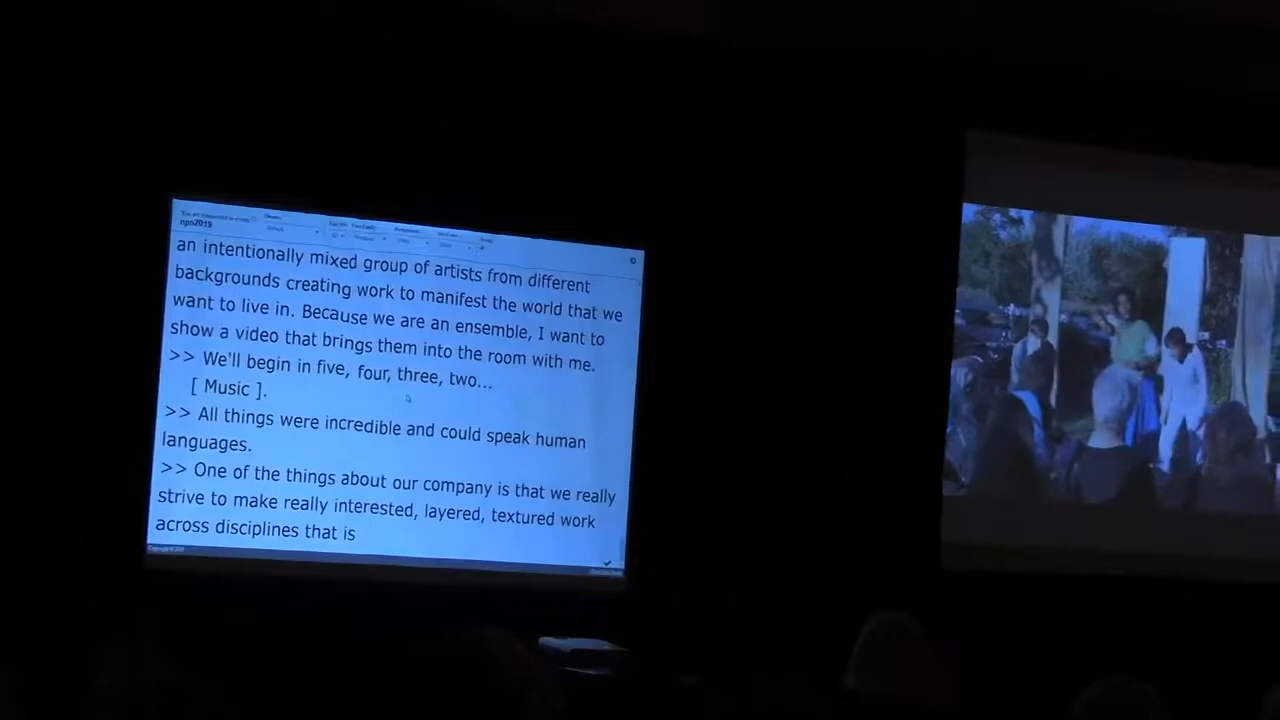 npn2019
an intentionally mixed group of artists from different
backgrounds creating work to manifest the world that we
want to live in. Because we are an ensemble, I want to
show a video that brings them into the room with me.
>> We'll begin in five, four, three, two...
[ Music ].
>> All things were incredible and could speak human
languages.
>> One of the things about our company is that we really
strive to make really interested, layered, textured work
across disciplines that is